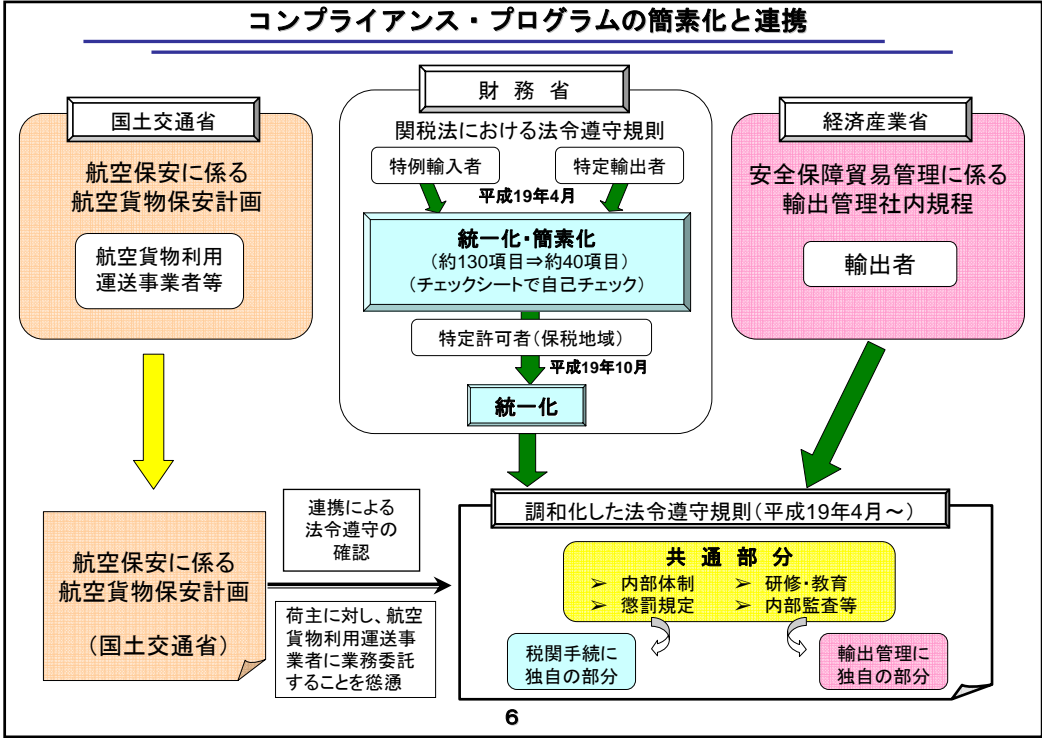 コンプライアンス・プログラムの簡素化と連携
国土交通省
航空保安に係る
航空貨物保安計画
航空貨物利用
運送事業者等
財 務 省
関税法における法令遵守規則
特例輸入者
特定輸出者
平成19年4月
統一化・簡素化
（約130項目⇒約40項目）
（チェックシートで自己チェック）
特定許可者（保税地域）
平成19年10月
統一化
経済産業省
安全保障貿易管理に係る
輸出管理社内規程
輸出者
航空保安に係る
航空貨物保安計画
（国土交通省）
連携による
法令遵守の
確認
荷主に対し、航空
貨物利用運送事
業者に業務委託
することを慫慂
調和化した法令遵守規則（平成19年4月～）
共 通 部 分
➢ 内部体制 ➢ 研修・教育
➢ 懲罰規定 ➢ 内部監査等
税関手続に
独自の部分
輸出管理に
独自の部分
6